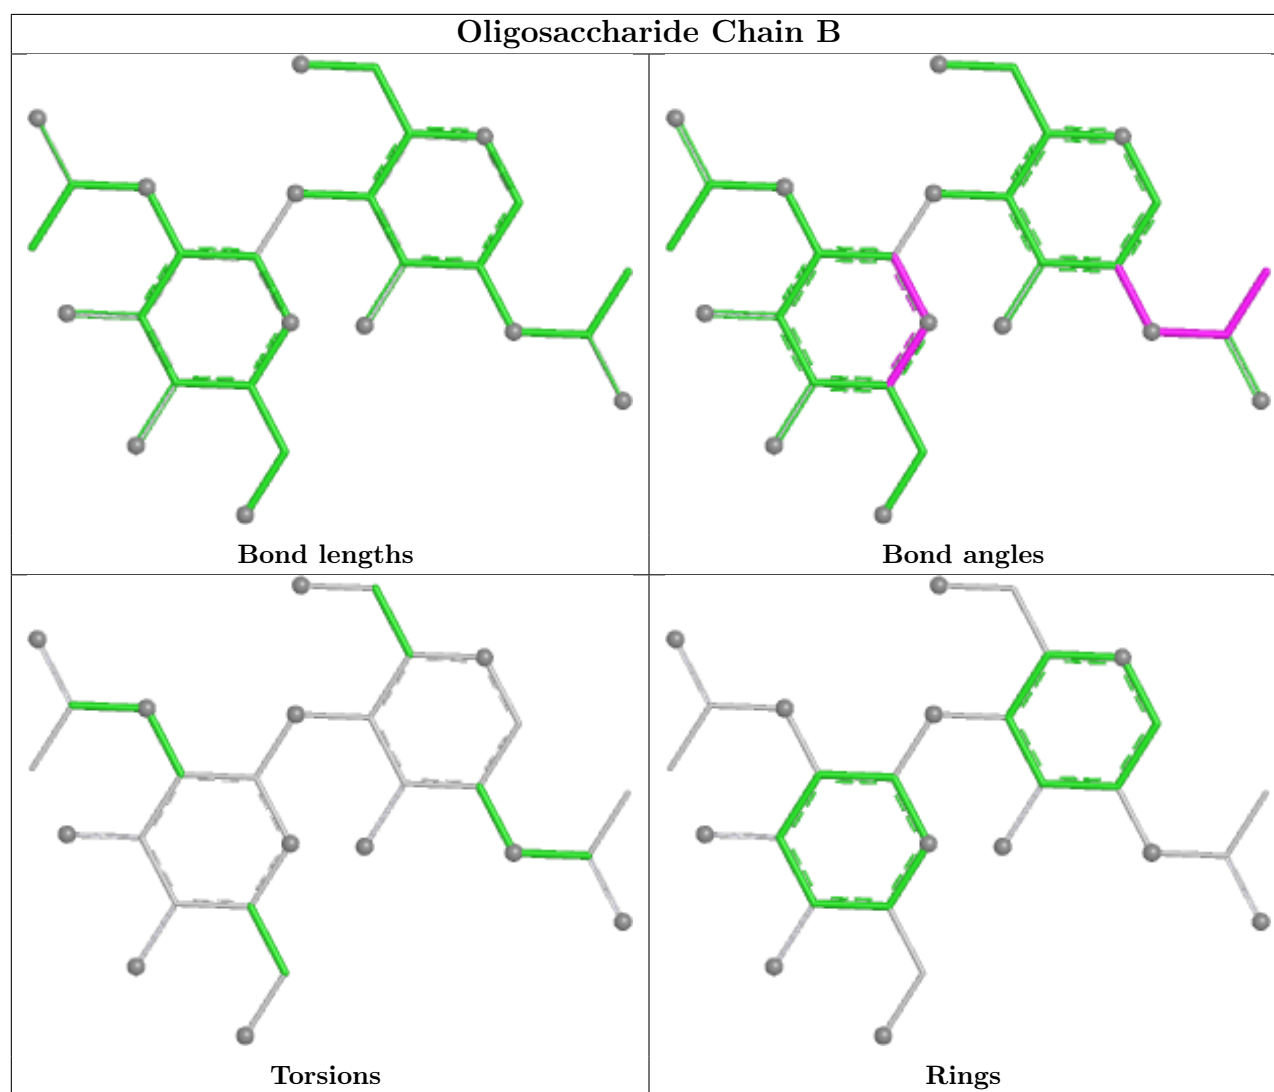 Oligosaccharide Chain B
Bond lengths
Bond angles
Torsions
Rings